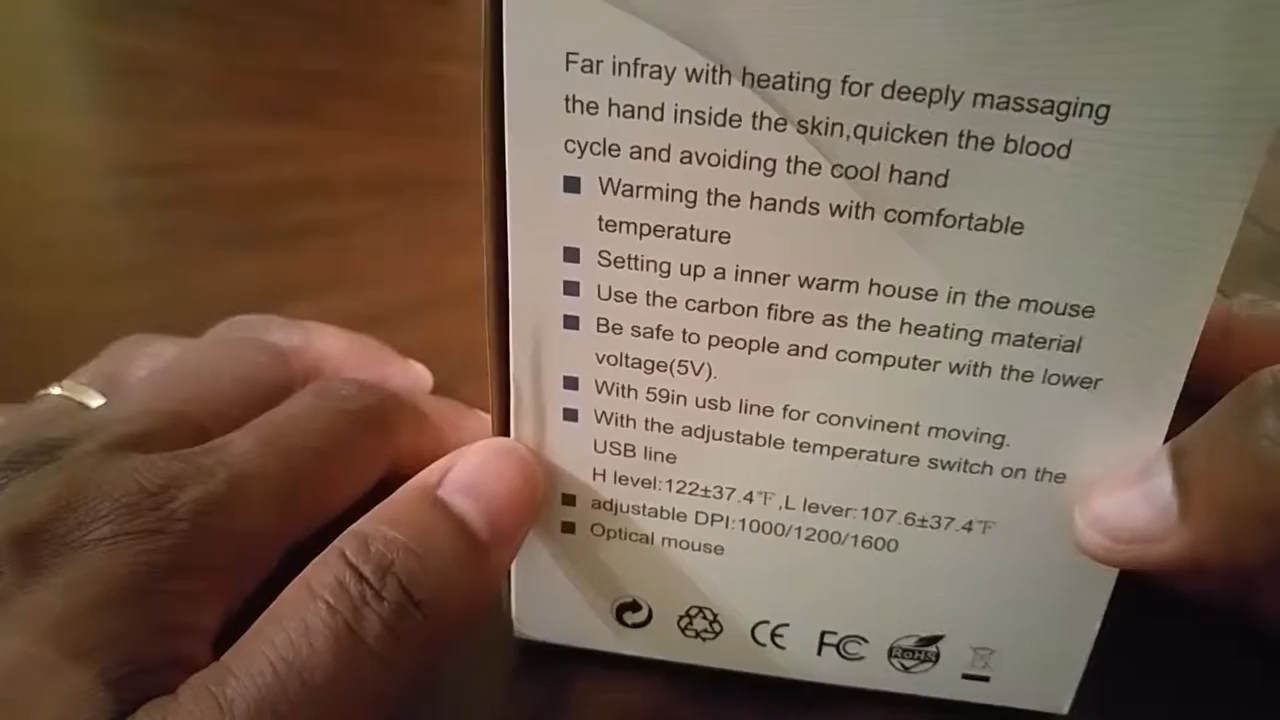 Far infray with heating for deeply massaging
the hand inside the skin,quicken the blood
cycle and avoiding the cool hand
Warming the hands with comfortable
temperature
Setting up a inner warm house in the mouse
Use the carbon fibre as the heating material
Be safe to people and computer with the lower
voltage(5V).
With 59in usb line for convinent moving.
With the adjustable temperature switch on the
USB line
H level:122±37.4℉,L lever:107.6±37.4℉
adjustable DPI:1000/1200/1600
Optical mouse
CE FC RoHS